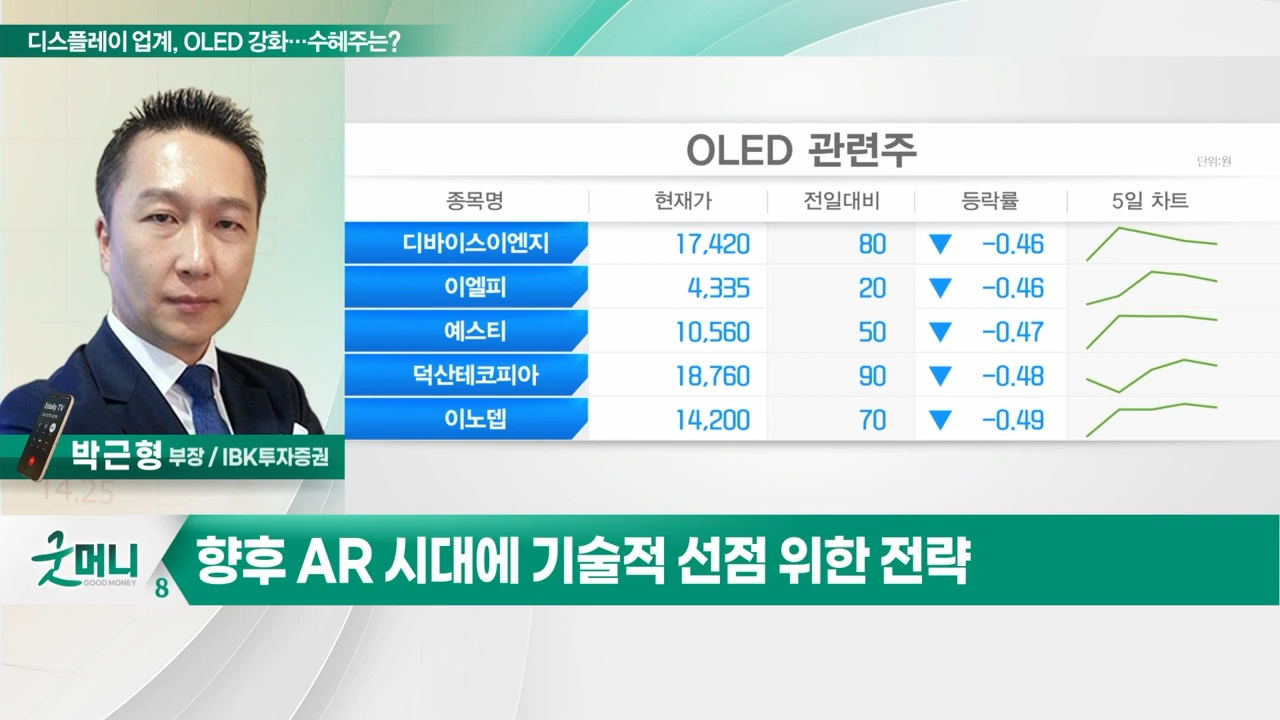 디스플레이 업계, OLED 강화…수혜주는?
OLED 관련주
단위:원
종목명 현재가 전일대비 등락률 5일 차트
디바이스이엔지 17,420 80 ▼ -0.46
이엘피 4,335 20 ▼ -0.46
예스티 10,560 50 ▼ -0.47
덕산테코피아 18,760 90 ▼ -0.48
이노뎁 14,200 70 ▼ -0.49
Edaily TV
박근형 부장 / IBK투자증권
14.25
굿머니
GOOD MONEY
8
향후 AR 시대에 기술적 선점 위한 전략